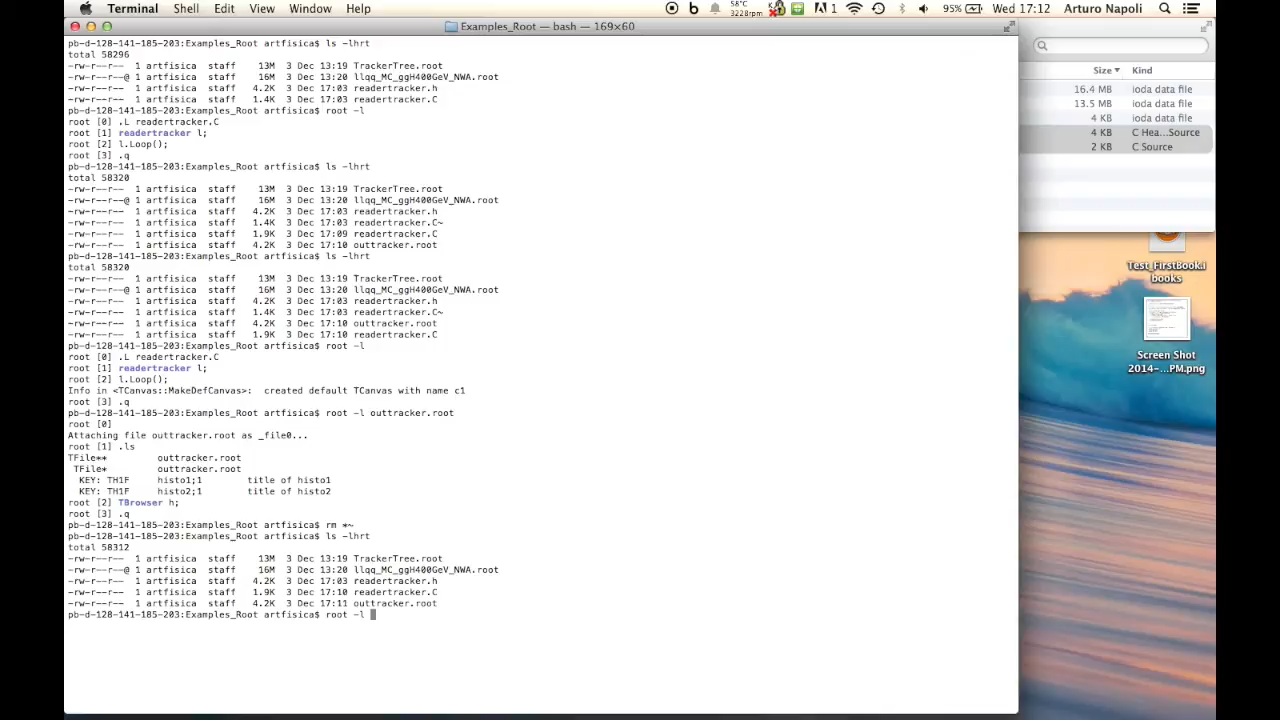 Terminal Shell Edit View Window Help b 58°C 3228rpm 1 95% Wed 17:12 Arturo Napoli
Examples_Root — bash — 169×60
pb-d-128-141-185-203:Examples_Root artfisica$ ls -lhrt
total 58296
-rw-r--r-- 1 artfisica staff 13M 3 Dec 13:19 TrackerTree.root
-rw-r--r--@ 1 artfisica staff 16M 3 Dec 13:20 llqq_MC_ggH400GeV_NWA.root
-rw-r--r-- 1 artfisica staff 4.2K 3 Dec 17:03 readertracker.h
-rw-r--r-- 1 artfisica staff 1.4K 3 Dec 17:03 readertracker.C
pb-d-128-141-185-203:Examples_Root artfisica$ root -l
root [0] .L readertracker.C
root [1] readertracker l;
root [2] l.Loop();
root [3] .q
pb-d-128-141-185-203:Examples_Root artfisica$ ls -lhrt
total 58320
-rw-r--r-- 1 artfisica staff 13M 3 Dec 13:19 TrackerTree.root
-rw-r--r--@ 1 artfisica staff 16M 3 Dec 13:20 llqq_MC_ggH400GeV_NWA.root
-rw-r--r-- 1 artfisica staff 4.2K 3 Dec 17:03 readertracker.h
-rw-r--r-- 1 artfisica staff 1.4K 3 Dec 17:03 readertracker.C~
-rw-r--r-- 1 artfisica staff 1.9K 3 Dec 17:09 readertracker.C
-rw-r--r-- 1 artfisica staff 4.2K 3 Dec 17:10 outtracker.root
pb-d-128-141-185-203:Examples_Root artfisica$ ls -lhrt
total 58320
-rw-r--r-- 1 artfisica staff 13M 3 Dec 13:19 TrackerTree.root
-rw-r--r--@ 1 artfisica staff 16M 3 Dec 13:20 llqq_MC_ggH400GeV_NWA.root
-rw-r--r-- 1 artfisica staff 4.2K 3 Dec 17:03 readertracker.h
-rw-r--r-- 1 artfisica staff 1.4K 3 Dec 17:03 readertracker.C~
-rw-r--r-- 1 artfisica staff 4.2K 3 Dec 17:10 outtracker.root
-rw-r--r-- 1 artfisica staff 1.9K 3 Dec 17:10 readertracker.C
pb-d-128-141-185-203:Examples_Root artfisica$ root -l
root [0] .L readertracker.C
root [1] readertracker l;
root [2] l.Loop();
Info in <TCanvas::MakeDefCanvas>: created default TCanvas with name c1
root [3] .q
pb-d-128-141-185-203:Examples_Root artfisica$ root -l outtracker.root
root [0]
Attaching file outtracker.root as _file0...
root [1] .ls
TFile** outtracker.root
TFile* outtracker.root
KEY: TH1F histo1;1 title of histo1
KEY: TH1F histo2;1 title of histo2
root [2] TBrowser h;
root [3] .q
pb-d-128-141-185-203:Examples_Root artfisica$ rm *~
pb-d-128-141-185-203:Examples_Root artfisica$ ls -lhrt
total 58312
-rw-r--r-- 1 artfisica staff 13M 3 Dec 13:19 TrackerTree.root
-rw-r--r--@ 1 artfisica staff 16M 3 Dec 13:20 llqq_MC_ggH400GeV_NWA.root
-rw-r--r-- 1 artfisica staff 4.2K 3 Dec 17:03 readertracker.h
-rw-r--r-- 1 artfisica staff 1.9K 3 Dec 17:10 readertracker.C
-rw-r--r-- 1 artfisica staff 4.2K 3 Dec 17:11 outtracker.root
pb-d-128-141-185-203:Examples_Root artfisica$ root -l
Size Kind
16.4 MB ioda data file
13.5 MB ioda data file
4 KB ioda data file
4 KB C Hea...Source
2 KB C Source
Test_FirstBook.i
books
Screen Shot
2014-...PM.png